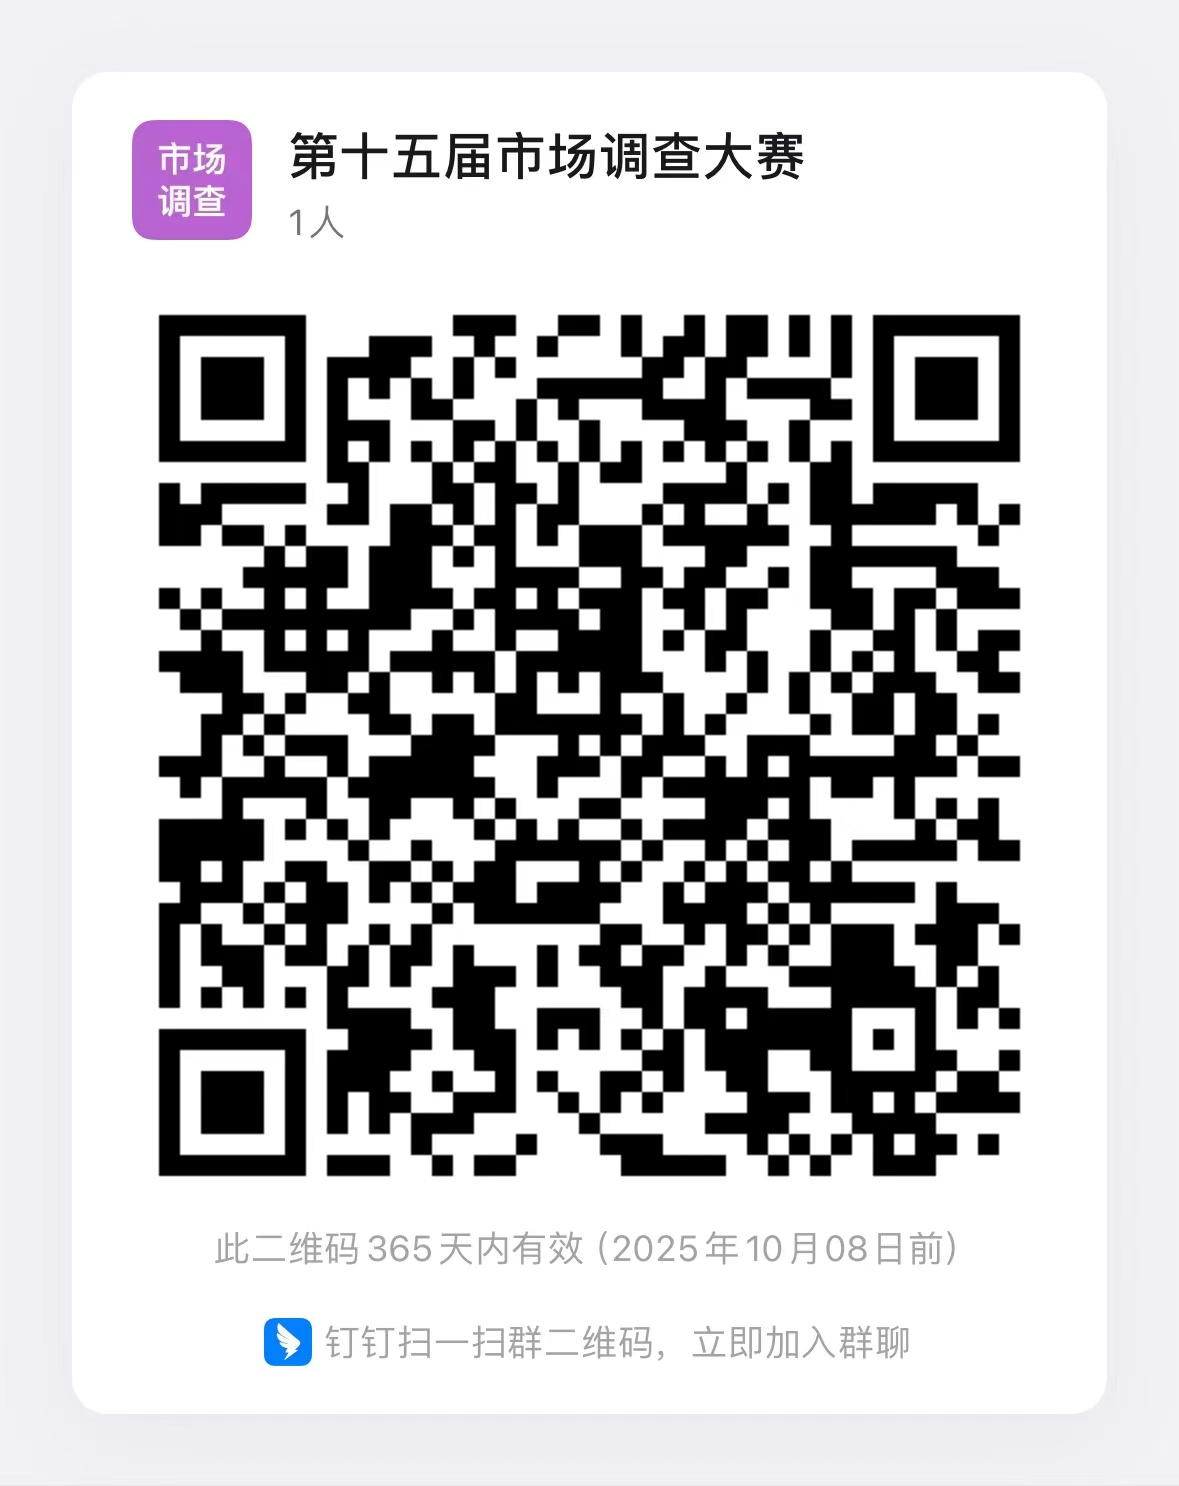 市场
调查
第十五届市场调查大赛
1人
此二维码365天内有效 (2025年10月08日前)
钉钉扫一扫群二维码，立即加入群聊